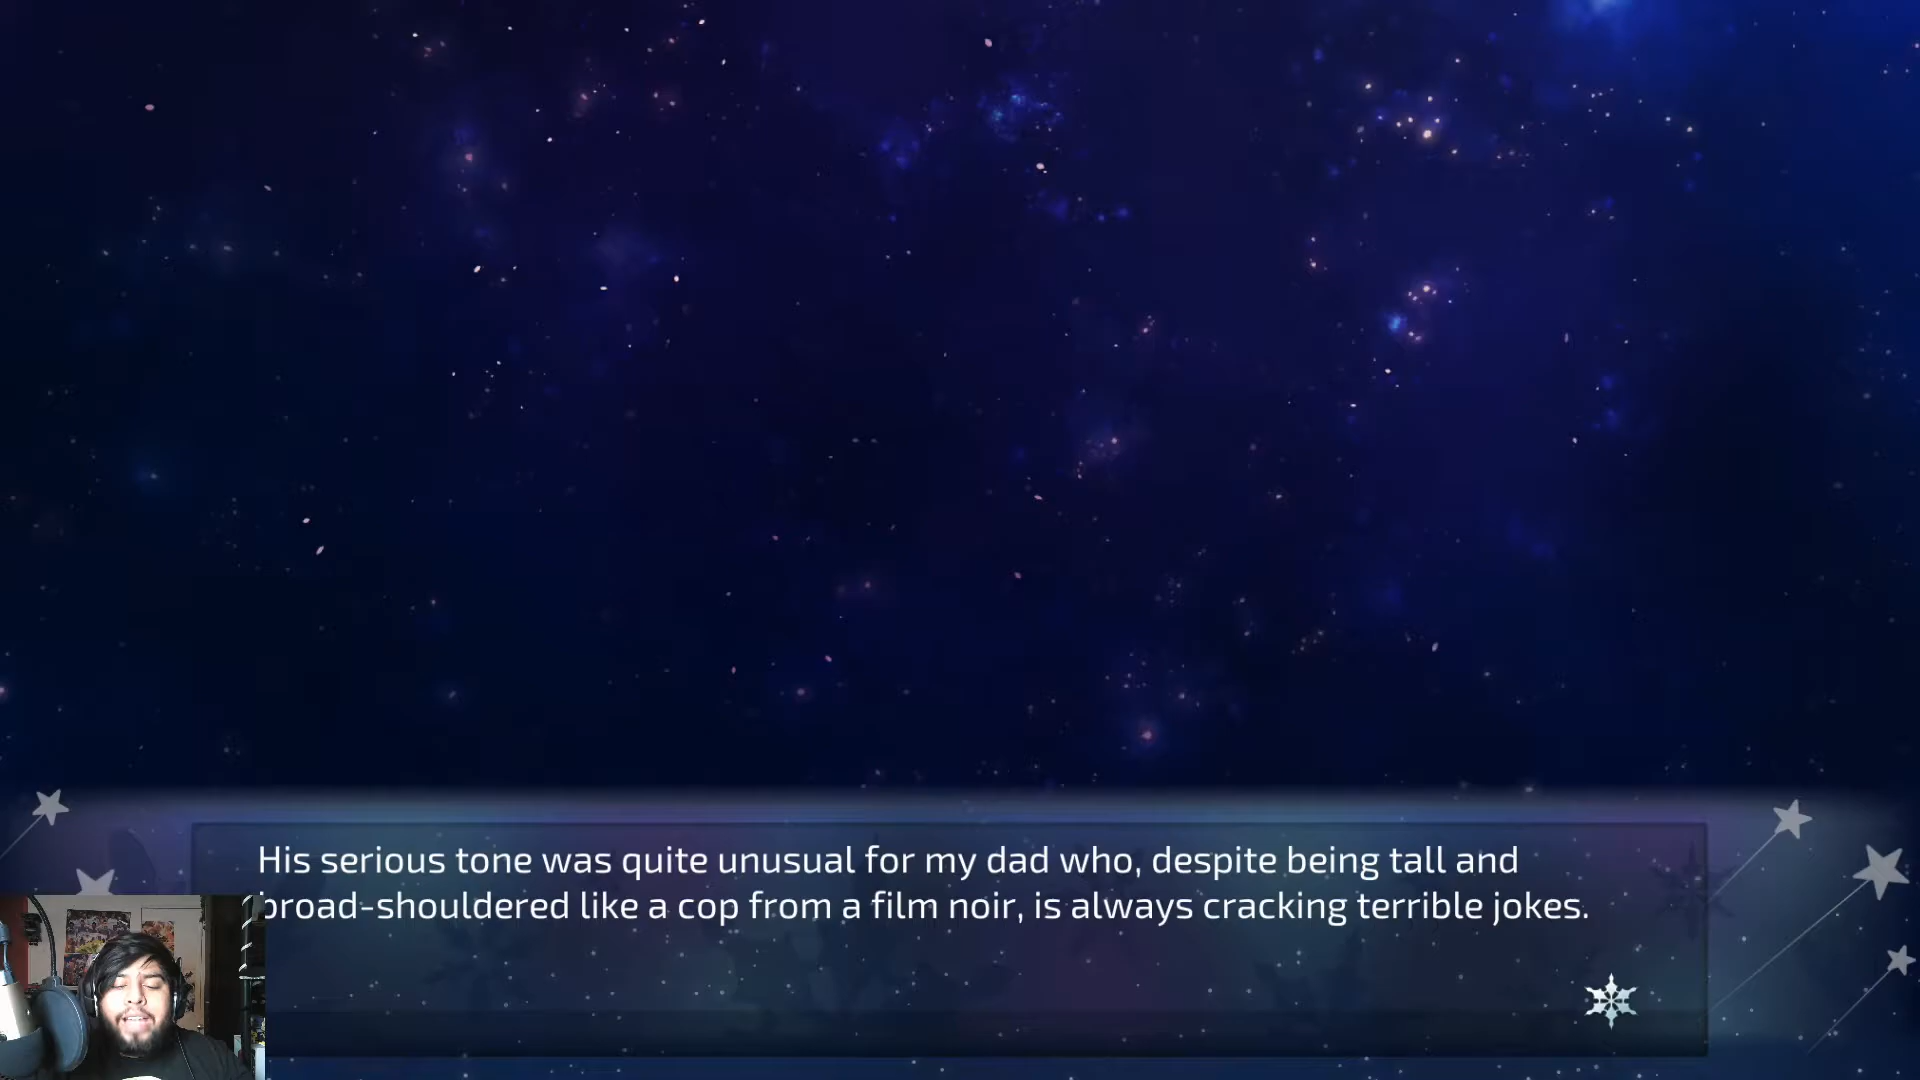 His serious tone was quite unusual for my dad who, despite being tall and
broad-shouldered like a cop from a film noir, is always cracking terrible jokes.